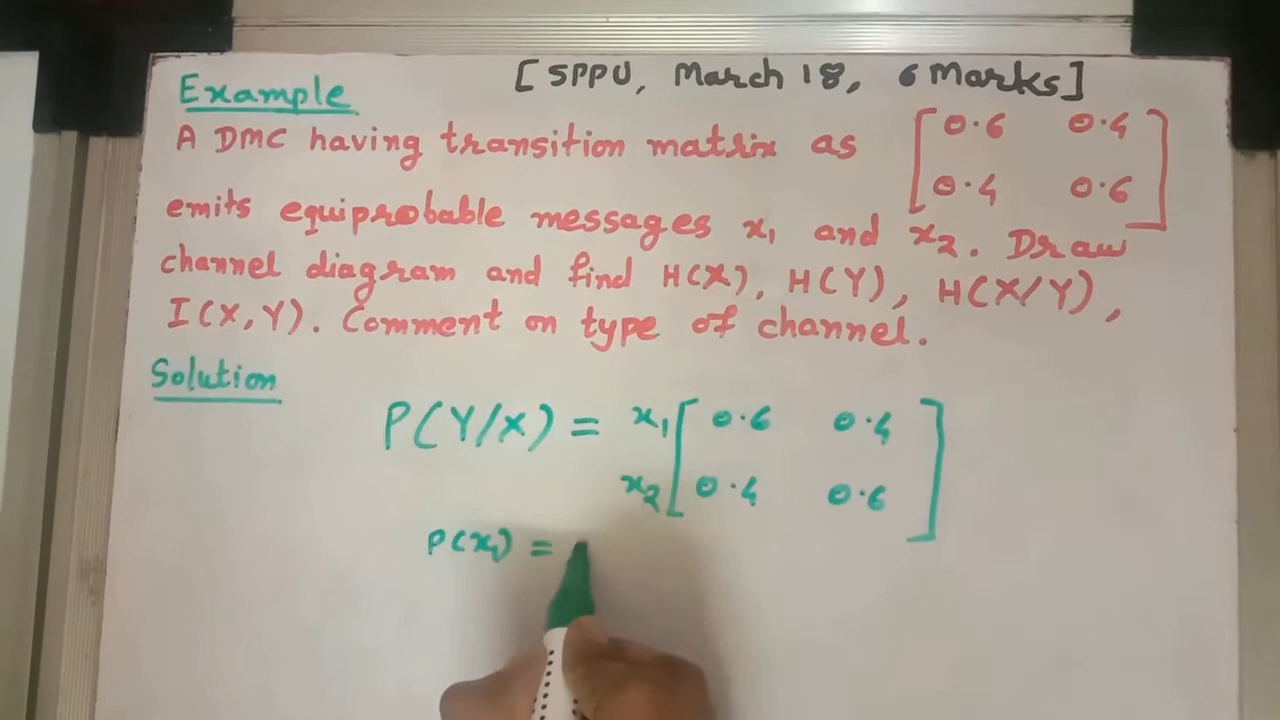 Example [SPPU, March 18, 6 Marks]
A DMC having transition matrix as [0.6 0.4
0.4 0.6]
emits equiprobable messages x₁ and x₂. Draw
channel diagram and find H(X), H(Y), H(X/Y),
I(X,Y). Comment on type of channel.
Solution
P(Y/X) = x₁ [0.6 0.4
x₂ 0.4 0.6]
P(x₁) =